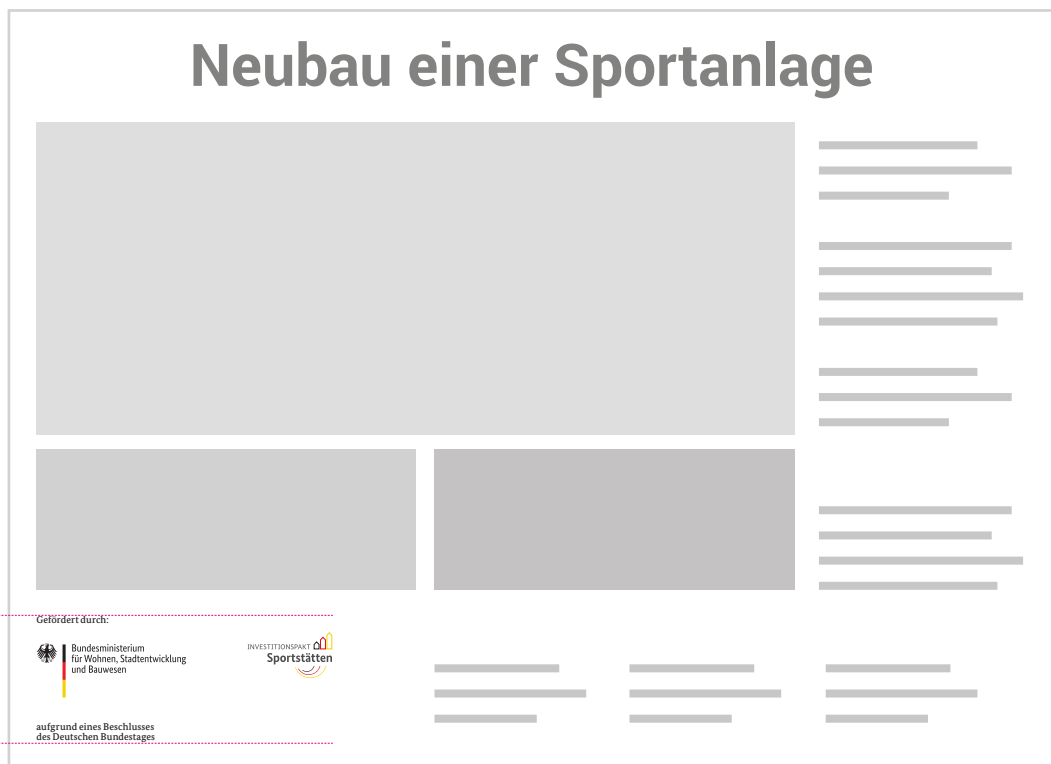 Neubau einer Sportanlage
Gefördert durch:
Bundesministerium
für Wohnen, Stadtentwicklung
und Bauwesen
INVESTITIONSPAKT
Sportstätten
aufgrund eines Beschlusses
des Deutschen Bundestages